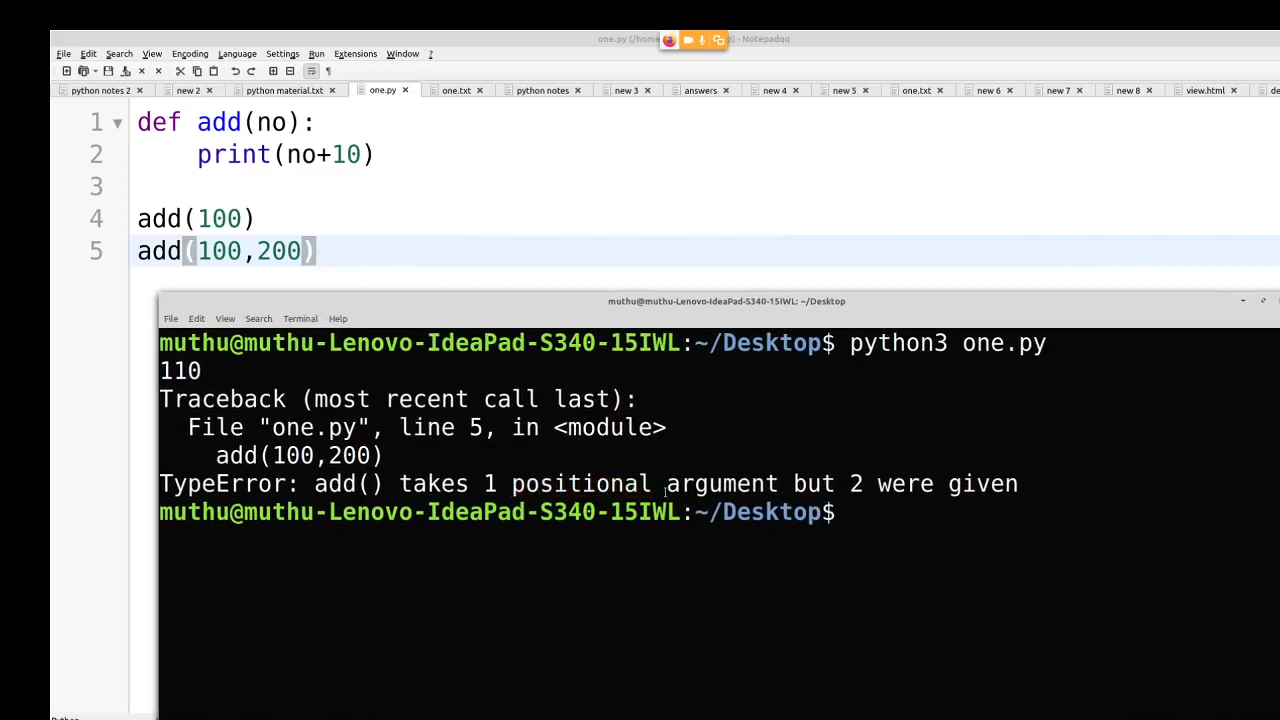 one.py (/home
p) - Notepadqq
File Edit Search View Encoding Language Settings Run Extensions Window ?
python notes 2 new 2 python material.txt one.py one.txt python notes new 3 answers new 4 new 5 one.txt new 6 new 7 new 8 view.html de
1 def add(no):
2     print(no+10)
3
4 add(100)
5 add(100,200)
muthu@muthu-Lenovo-IdeaPad-S340-15IWL: ~/Desktop
File Edit View Search Terminal Help
muthu@muthu-Lenovo-IdeaPad-S340-15IWL:~/Desktop$ python3 one.py
110
Traceback (most recent call last):
  File "one.py", line 5, in <module>
    add(100,200)
TypeError: add() takes 1 positional argument but 2 were given
muthu@muthu-Lenovo-IdeaPad-S340-15IWL:~/Desktop$